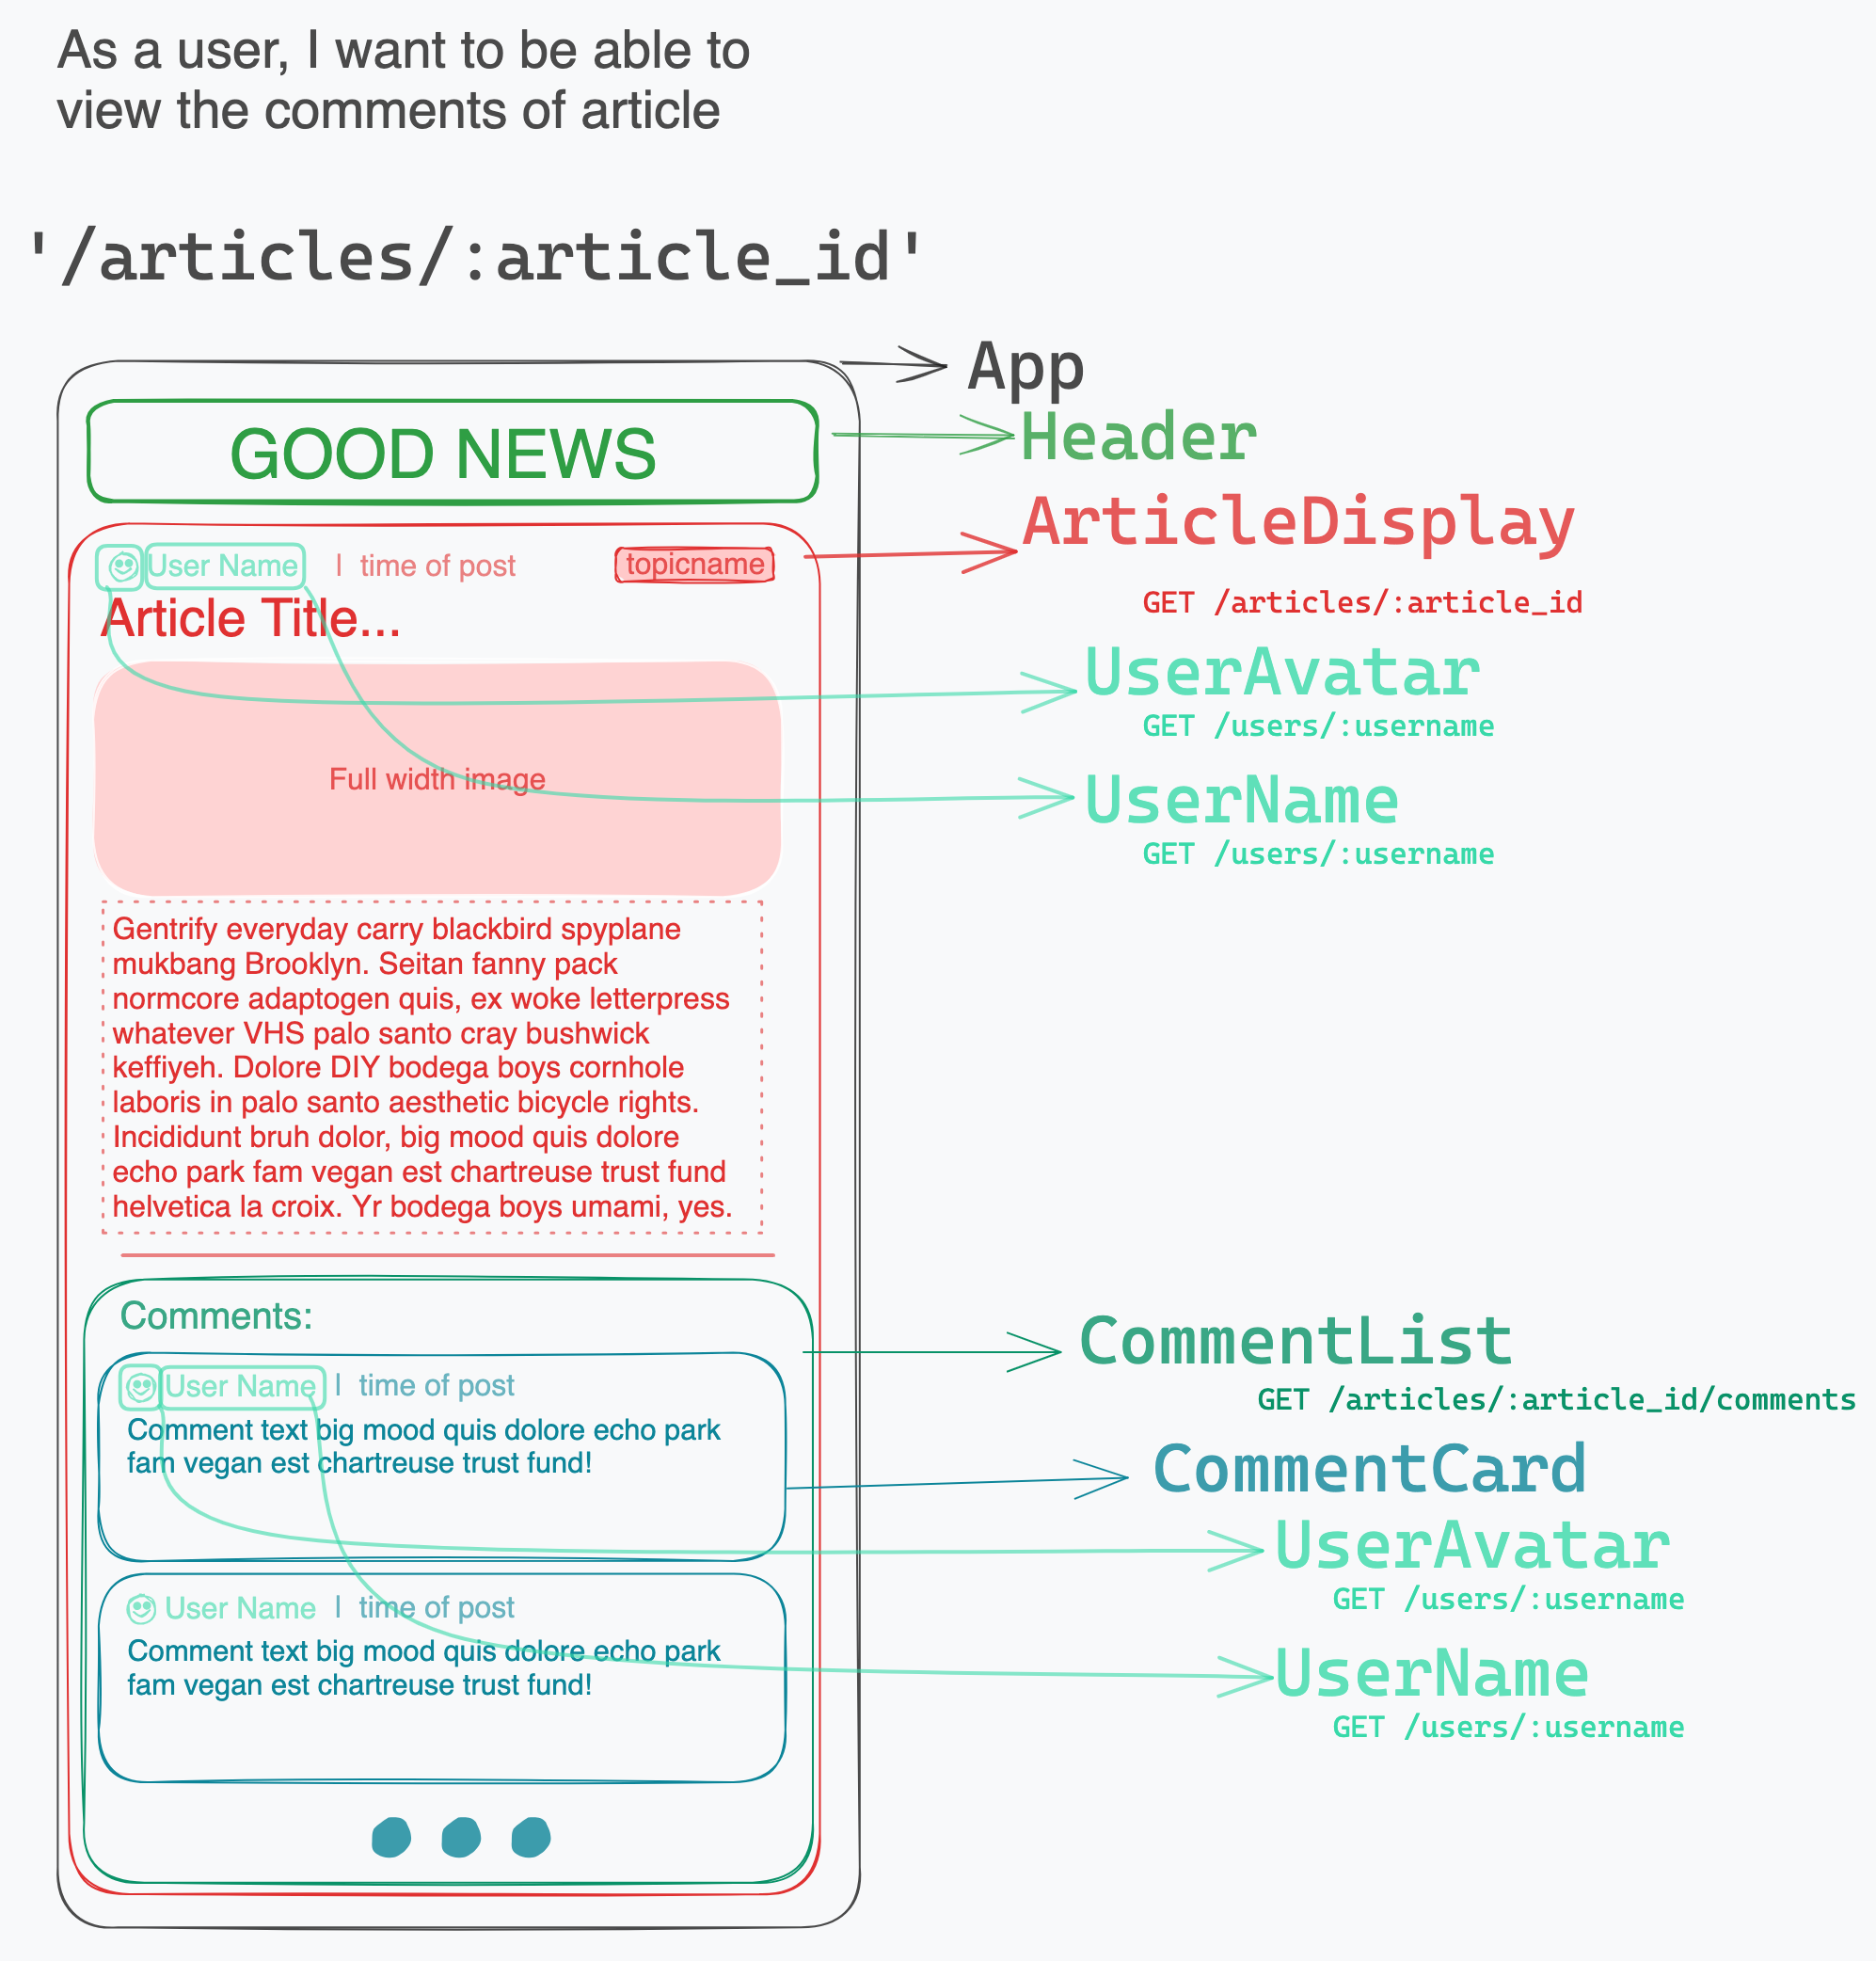 As a user, I want to be able to
view the comments of article
'/articles/:article_id'
App
GOOD NEWS
Header
ArticleDisplay
User Name | time of post topicname
GET /articles/:article_id
Article Title...
UserAvatar
GET /users/:username
Full width image
UserName
GET /users/:username
Gentrify everyday carry blackbird spyplane
mukbang Brooklyn. Seitan fanny pack
normcore adaptogen quis, ex woke letterpress
whatever VHS palo santo cray bushwick
keffiyeh. Dolore DIY bodega boys cornhole
laboris in palo santo aesthetic bicycle rights.
Incididunt bruh dolor, big mood quis dolore
echo park fam vegan est chartreuse trust fund
helvetica la croix. Yr bodega boys umami, yes.
Comments:
CommentList
User Name | time of post
GET /articles/:article_id/comments
Comment text big mood quis dolore echo park
fam vegan est chartreuse trust fund!
CommentCard
UserAvatar
GET /users/:username
User Name | time of post
Comment text big mood quis dolore echo park
fam vegan est chartreuse trust fund!
UserName
GET /users/:username